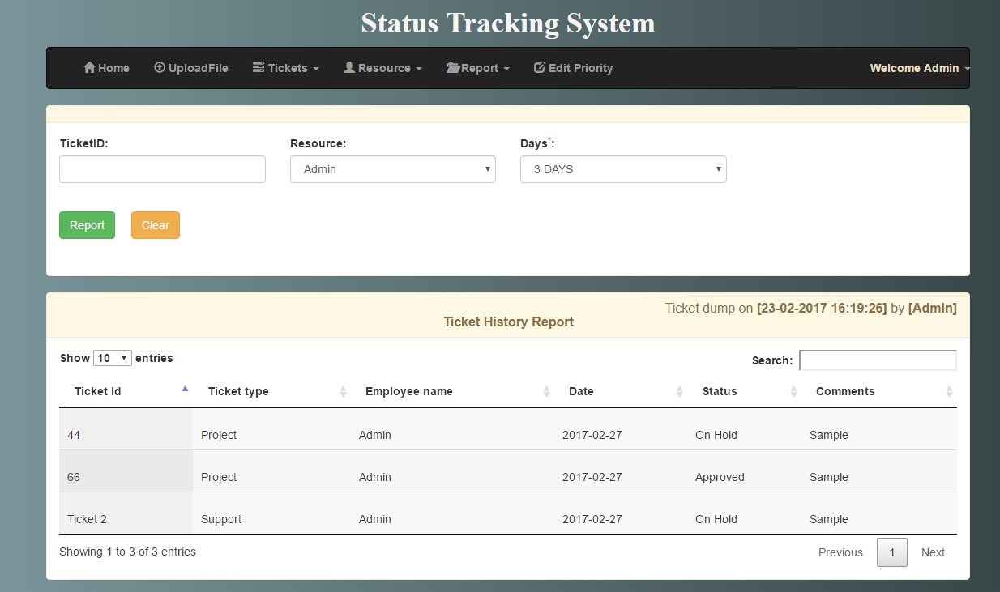 Status Tracking System
Home UploadFile Tickets Resource Report Edit Priority Welcome Admin
TicketID: Resource: Days*:
Admin 3 DAYS
Report Clear
Ticket dump on [23-02-2017 16:19:26] by [Admin]
Ticket History Report
Show 10 entries Search:
Ticket Id Ticket type Employee name Date Status Comments
44 Project Admin 2017-02-27 On Hold Sample
66 Project Admin 2017-02-27 Approved Sample
Ticket 2 Support Admin 2017-02-27 On Hold Sample
Showing 1 to 3 of 3 entries Previous 1 Next